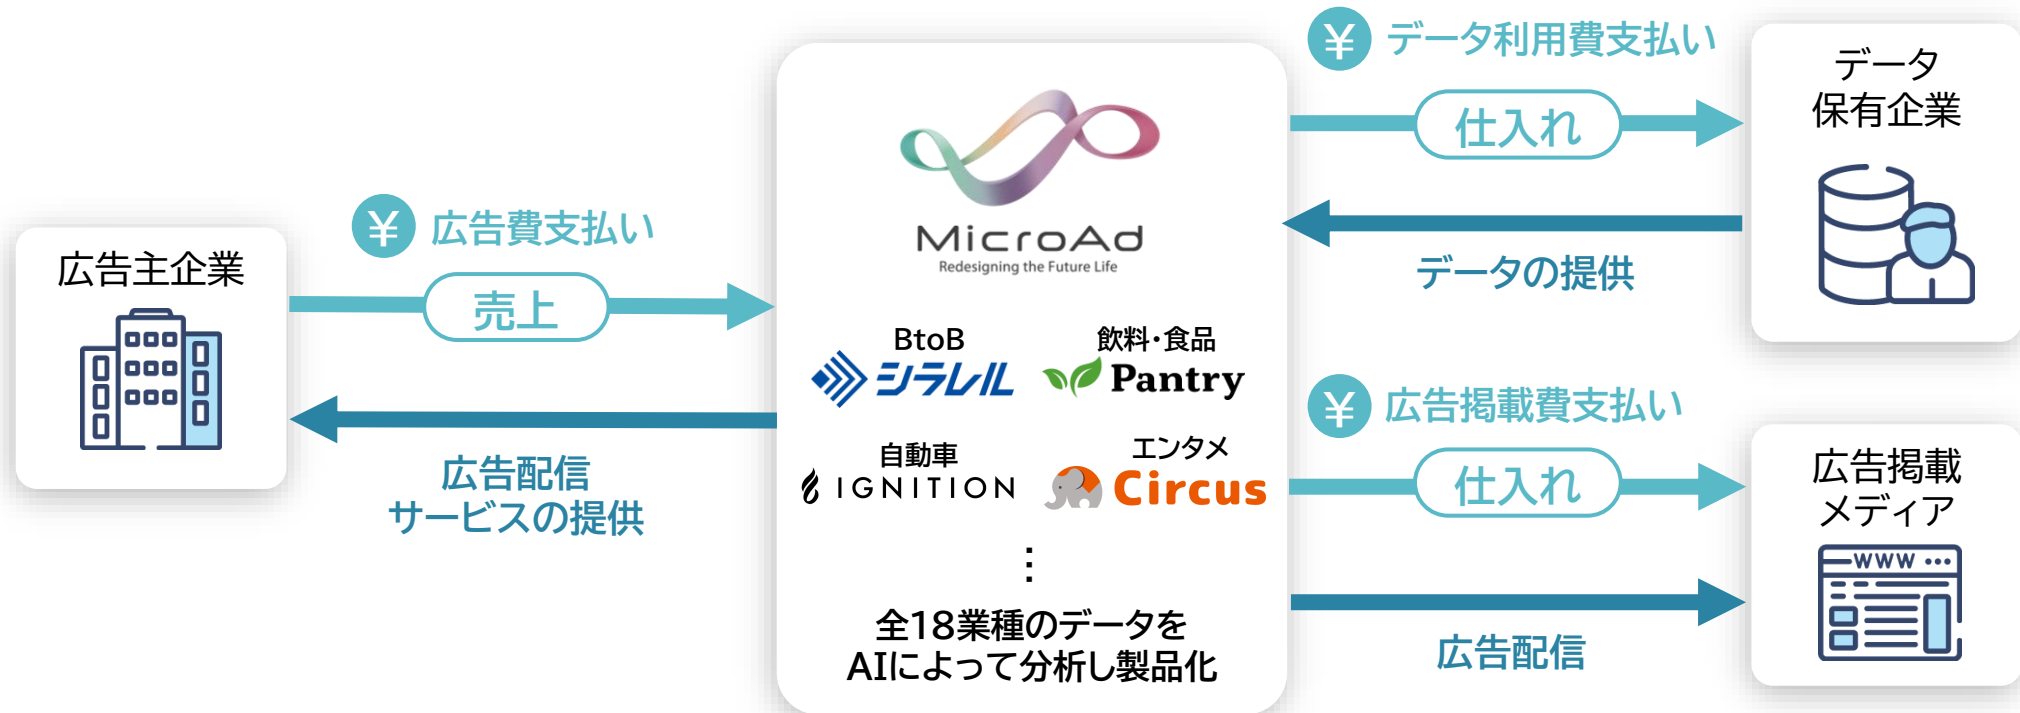 広告主企業
¥ 広告費支払い
売上
広告配信
サービスの提供
MicroAd
Redesigning the Future Life
BtoB
シラレル
飲料・食品
Pantry
自動車
IGNITION
エンタメ
Circus
⋮
全18業種のデータを
AIによって分析し製品化
¥ データ利用費支払い
仕入れ
データの提供
データ
保有企業
¥ 広告掲載費支払い
仕入れ
広告配信
広告掲載
メディア
WWW